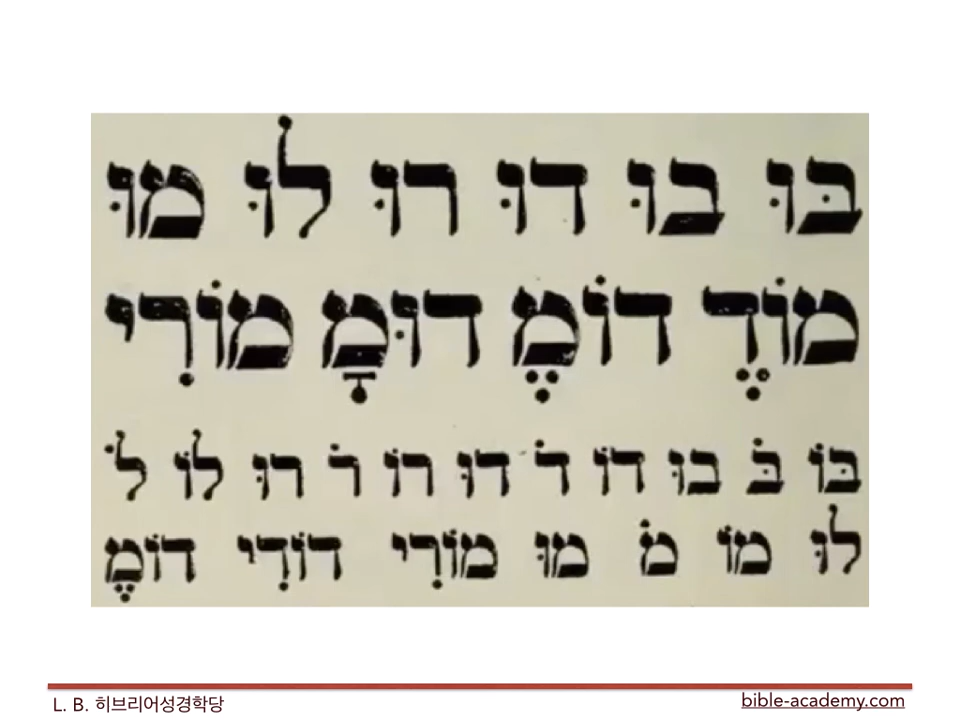 בּוּ בוּ דוּ רוּ לוּ מוּ
מוֹדֶ דוֹמֶ דוּמָ מוֹרִי
בּוֹ בֹּ בוּ דוֹ דֹ דוּ רוֹ רֹ רוּ לוֹ לֹ
לוּ מוֹ מֹ מוּ מוֹרִי דוֹדִי דוֹמֶ
L. B. 히브리어성경학당 bible-academy.com